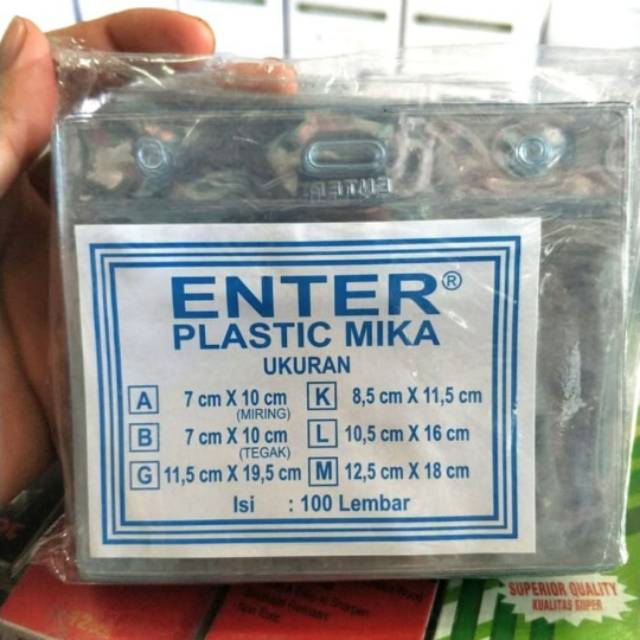 ENTER
ENTER®
PLASTIC MIKA
UKURAN
A 7 cm X 10 cm (MIRING) K 8,5 cm X 11,5 cm
B 7 cm X 10 cm (TEGAK) L 10,5 cm X 16 cm
G 11,5 cm X 19,5 cm M 12,5 cm X 18 cm
Isi : 100 Lembar
SUPERIOR QUALITY
KUALITAS SUPER